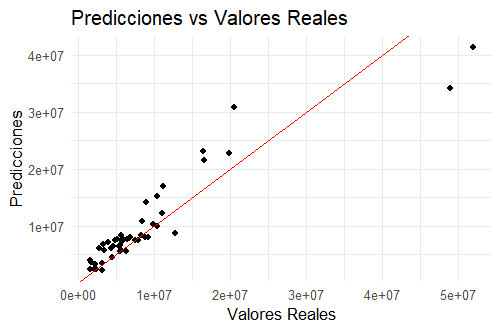 Predicciones vs Valores Reales
4e+07
3e+07
2e+07
1e+07
Predicciones
0e+00 1e+07 2e+07 3e+07 4e+07 5e+07
Valores Reales